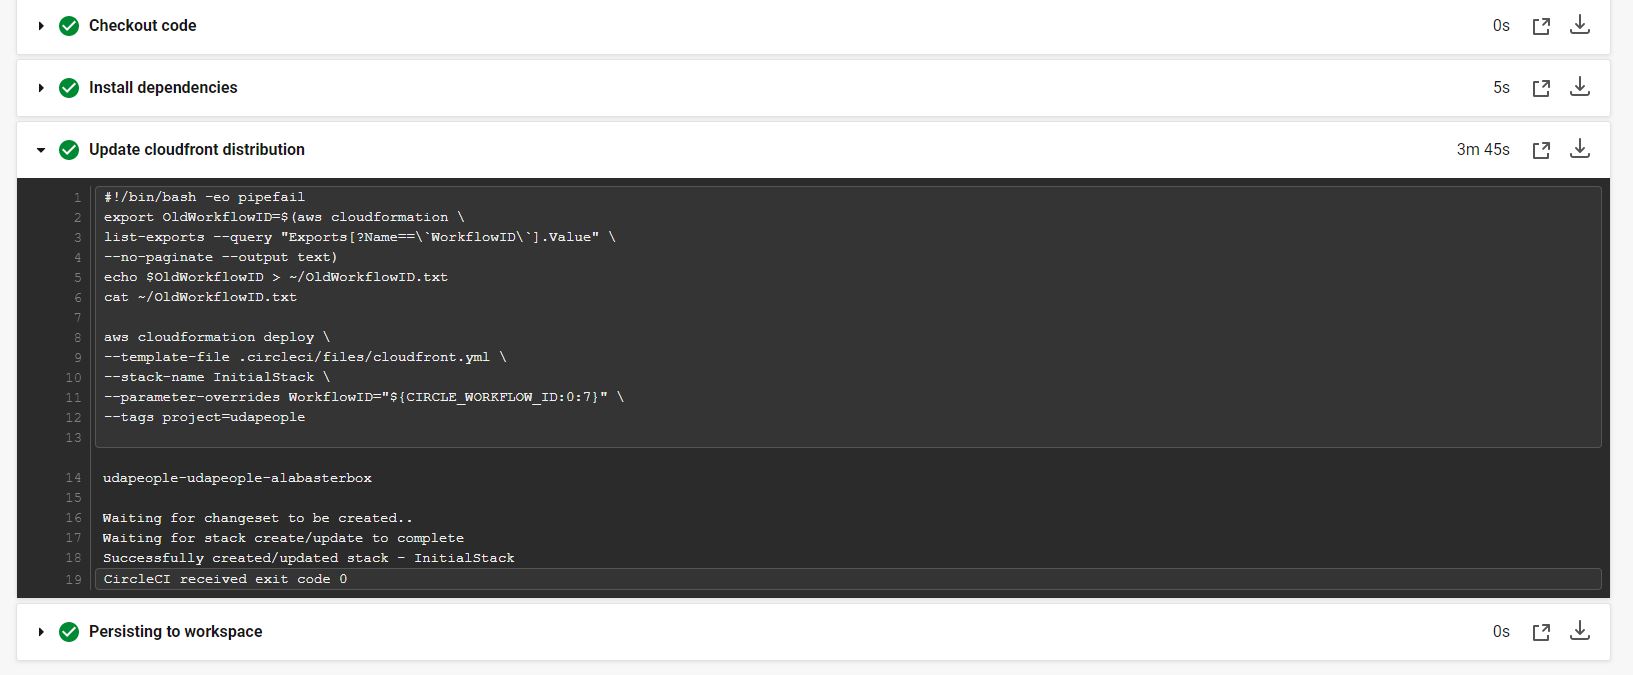 Checkout code 0s
Install dependencies 5s
Update cloudfront distribution 3m 45s
1 #!/bin/bash -eo pipefail
2 export OldWorkflowID=$(aws cloudformation \
3 list-exports --query "Exports[?Name==\`WorkflowID\`].Value" \
4 --no-paginate --output text)
5 echo $OldWorkflowID > ~/OldWorkflowID.txt
6 cat ~/OldWorkflowID.txt
7
8 aws cloudformation deploy \
9 --template-file .circleci/files/cloudfront.yml \
10 --stack-name InitialStack \
11 --parameter-overrides WorkflowID="${CIRCLE_WORKFLOW_ID:0:7}" \
12 --tags project=udapeople
13
14 udapeople-udapeople-alabasterbox
15
16 Waiting for changeset to be created..
17 Waiting for stack create/update to complete
18 Successfully created/updated stack - InitialStack
19 CircleCI received exit code 0
Persisting to workspace 0s